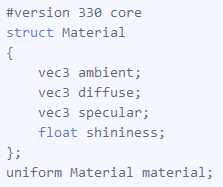 #version 330 core
struct Material
{
    vec3 ambient;
    vec3 diffuse;
    vec3 specular;
    float shininess;
};
uniform Material material;